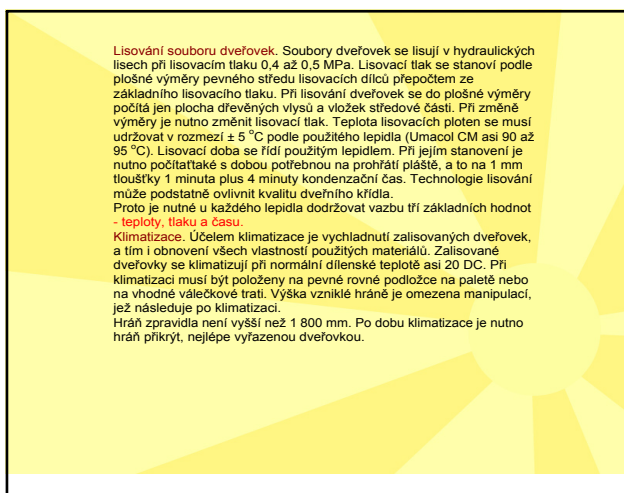 Lisování souboru dveřovek. Soubory dveřovek se lisují v hydraulických
lisech při lisovacím tlaku 0,4 až 0,5 MPa. Lisovací tlak se stanoví podle
plošné výměry pevného středu lisovacích dílců přepočtem ze
základního lisovacího tlaku. Při lisování dveřovek se do plošné výměry
počítá jen plocha dřevěných vlysů a vložek středové části. Při změně
výměry je nutno změnit lisovací tlak. Teplota lisovacích ploten se musí
udržovat v rozmezí ± 5 °C podle použitého lepidla (Umacol CM asi 90 až
95 °C). Lisovací doba se řídí použitým lepidlem. Při jejím stanovení je
nutno počítaťtaké s dobou potřebnou na prohřátí pláště, a to na 1 mm
tloušťky 1 minuta plus 4 minuty kondenzační čas. Technologie lisování
může podstatně ovlivnit kvalitu dveřního křídla.
Proto je nutné u každého lepidla dodržovat vazbu tří základních hodnot
- teploty, tlaku a času.
Klimatizace. Účelem klimatizace je vychladnutí zalisovaných dveřovek,
a tím i obnovení všech vlastností použitých materiálů. Zalisované
dveřovky se klimatizují při normální dílenské teplotě asi 20 DC. Při
klimatizaci musí být položeny na pevné rovné podložce na paletě nebo
na vhodné válečkové trati. Výška vzniklé hráně je omezena manipulací,
jež následuje po klimatizaci.
Hráň zpravidla není vyšší než 1 800 mm. Po dobu klimatizace je nutno
hráň přikrýt, nejlépe vyřazenou dveřovkou.